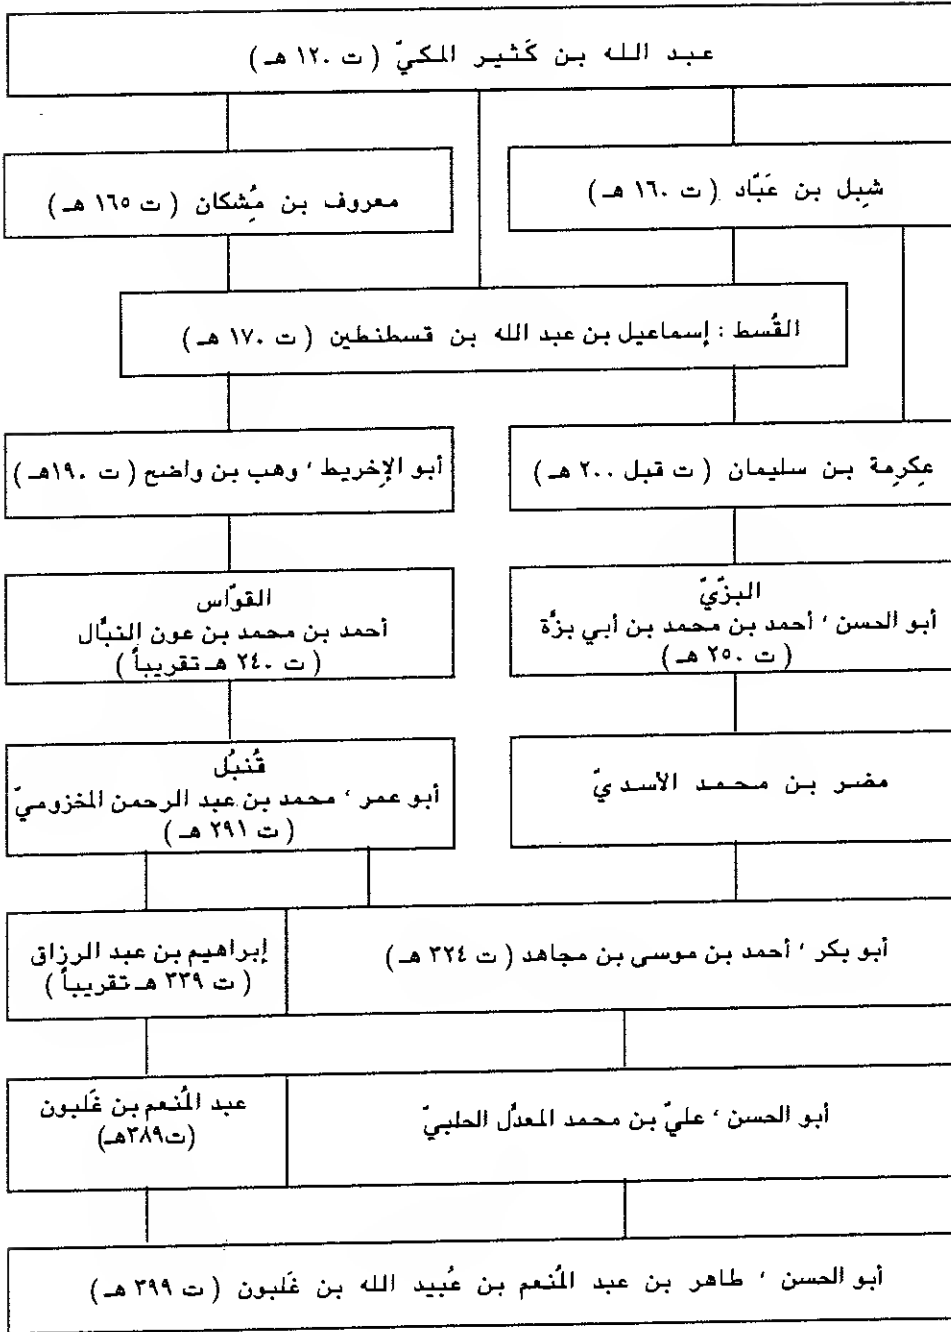 عبد الله بن كَثير المكيّ ( ت ١٢٠ هـ )
شِبل بن عَبّاد ( ت ١٦٠ هـ )
معروف بن مُِشكان ( ت ١٦٥ هـ )
القُسط : إسماعيل بن عبد الله بن قسطنطين ( ت ١٧٠ هـ )
عِكرِمة بن سليمان ( ت قبل ٢٠٠ هـ )
أبو الإخريط ، وهب بن واضح ( ت ١٩٠هـ )
البزّيّ
أبو الحسن ، أحمد بن محمد بن أبي بزّة
( ت ٢٥٠ هـ )
القوّاس
أحمد بن محمد بن عون النبّال
( ت ٢٤٠ هـ تقريباً )
مضر بن محمد الأسديّ
قُنبُل
أبو عمر ، محمد بن عبد الرحمن المخزوميّ
( ت ٢٩١ هـ )
أبو بكر ، أحمد بن موسى بن مجاهد ( ت ٣٢٤ هـ )
إبراهيم بن عبد الرزاق
( ت ٣٣٩ هـ تقريباً )
أبو الحسن ، عليّ بن محمد المعدّل الحلبيّ
عبد المُنعم بن غَلبون
(ت٣٨٩هـ)
أبو الحسن ، طاهر بن عبد المُنعم بن عُبيد الله بن غَلبون ( ت ٣٩٩ هـ )